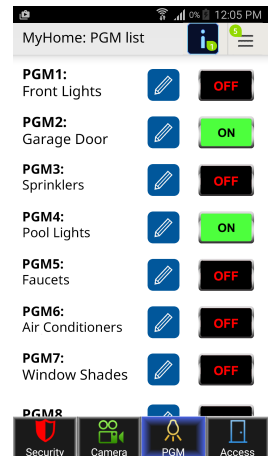 0% 12:05 PM
MyHome: PGM list
i
1
5
PGM1:
Front Lights
OFF
PGM2:
Garage Door
ON
PGM3:
Sprinklers
OFF
PGM4:
Pool Lights
ON
PGM5:
Faucets
OFF
PGM6:
Air Conditioners
OFF
PGM7:
Window Shades
OFF
PGM8
Security Camera PGM Access